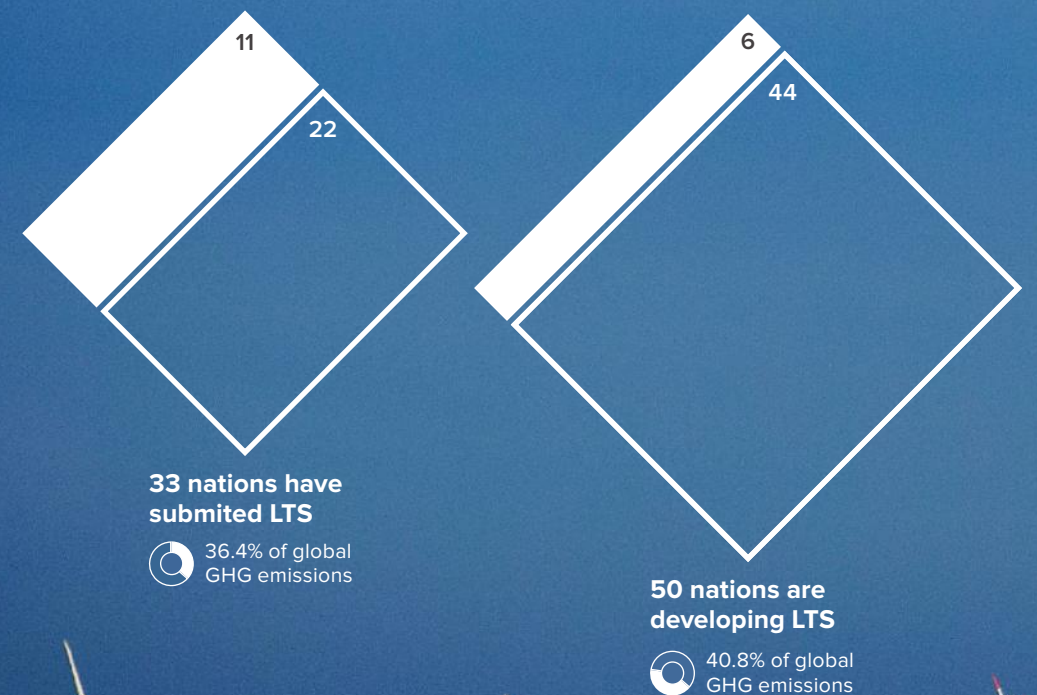 11
22
33 nations have
submited LTS
36.4% of global
GHG emissions
6
44
50 nations are
developing LTS
40.8% of global
GHG emissions